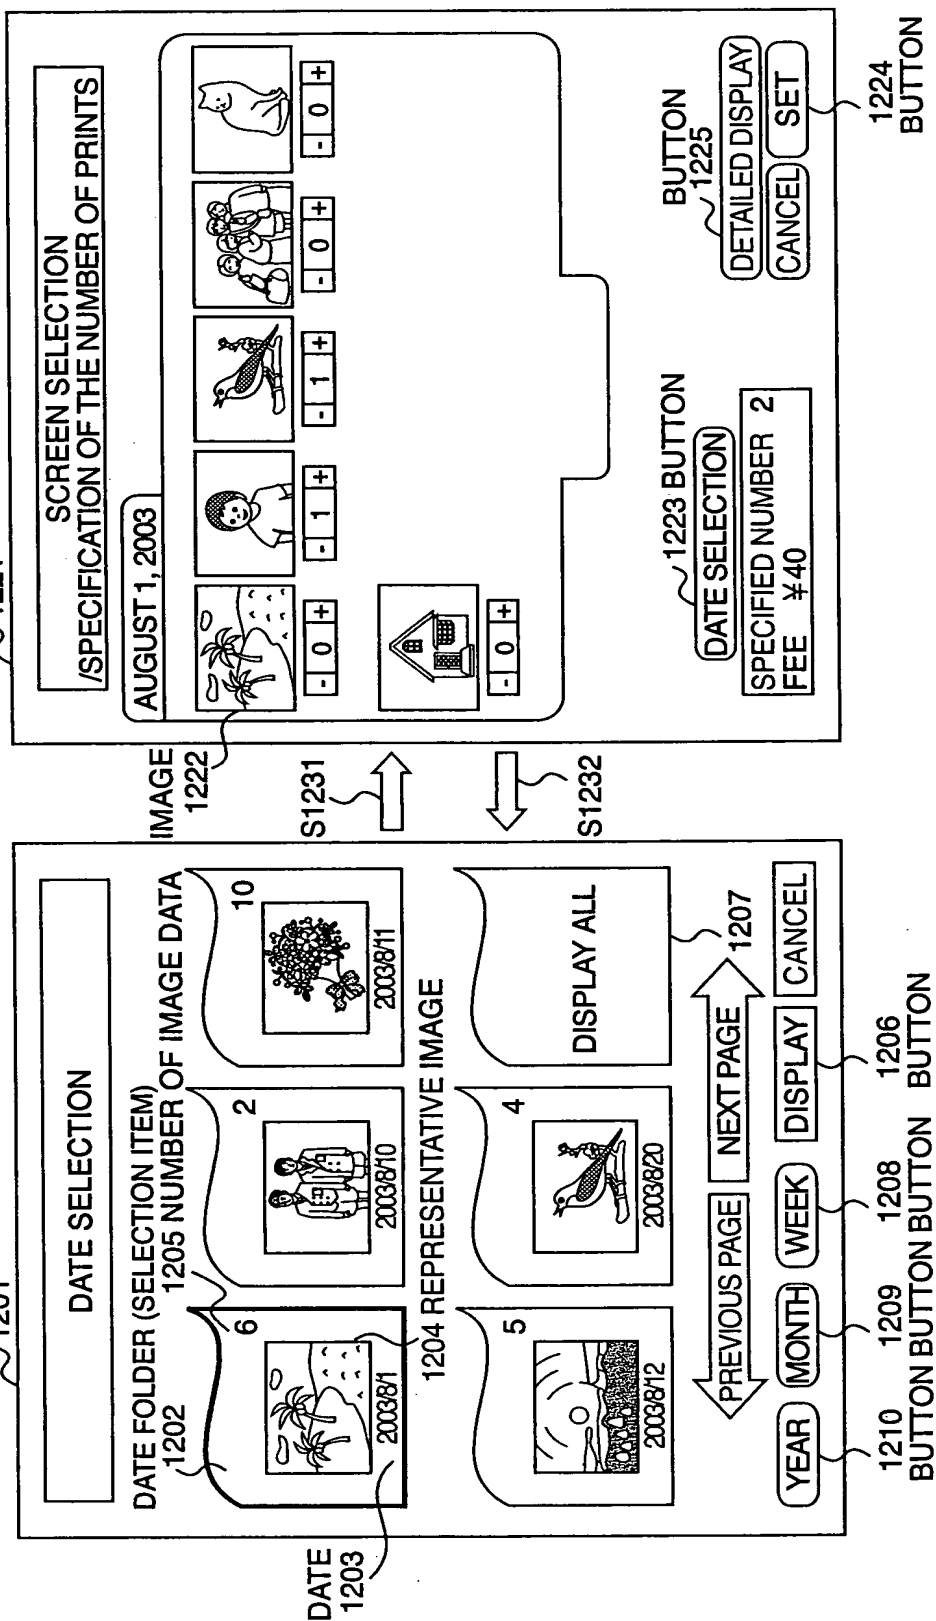 1201
DATE SELECTION
DATE FOLDER (SELECTION ITEM)
1202
1205 NUMBER OF IMAGE DATA
DATE
1203
6
2003/8/1
2
2003/8/10
10
2003/8/11
1204 REPRESENTATIVE IMAGE
5
2003/8/12
4
2003/8/20
DISPLAY ALL
1207
PREVIOUS PAGE
NEXT PAGE
YEAR
MONTH
WEEK
DISPLAY
CANCEL
1210
BUTTON
1209
BUTTON
1208
BUTTON
1206
BUTTON
S1231
S1232
SCREEN SELECTION
/SPECIFICATION OF THE NUMBER OF PRINTS
AUGUST 1, 2003
IMAGE
1222
- 0 +
- 1 +
- 1 +
- 0 +
- 0 +
- 0 +
1223 BUTTON
DATE SELECTION
SPECIFIED NUMBER 2
FEE ¥40
BUTTON
1225
DETAILED DISPLAY
CANCEL
SET
1224
BUTTON